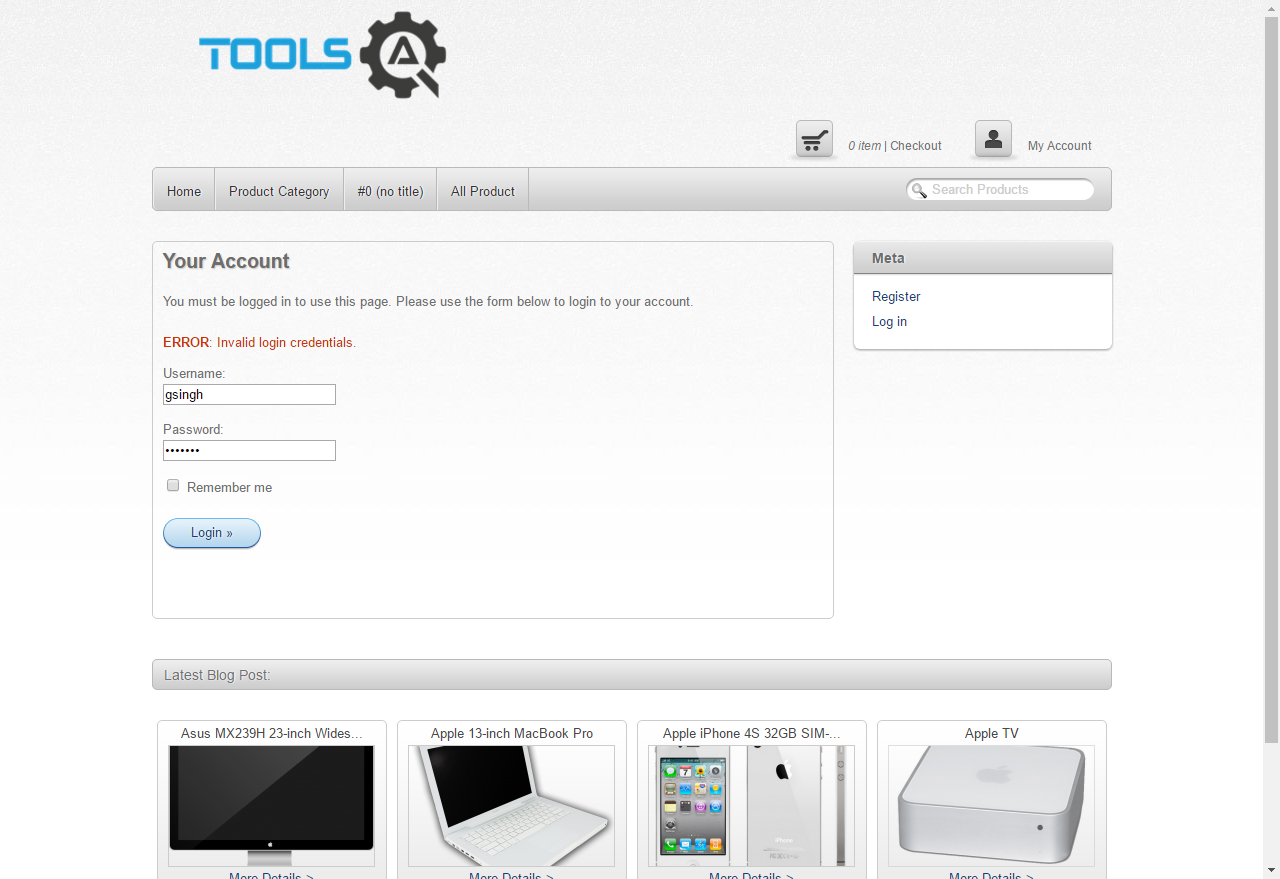 TOOLS QA
0 item | Checkout
My Account
Home
Product Category
#0 (no title)
All Product
Search Products
Your Account
You must be logged in to use this page. Please use the form below to login to your account.
ERROR: Invalid login credentials.
Username:
gsingh
Password:
•••••••
Remember me
Login »
Meta
Register
Log in
Latest Blog Post:
Asus MX239H 23-inch Wides...
Apple 13-inch MacBook Pro
Apple iPhone 4S 32GB SIM-...
Apple TV
iPhone
More Details >
More Details >
More Details >
More Details >